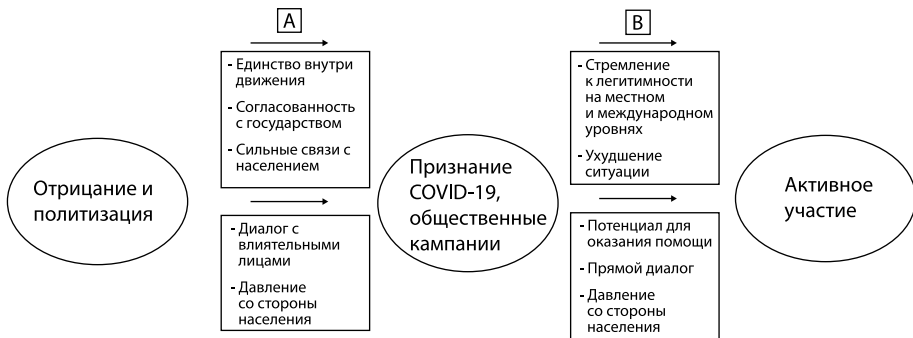 A
- Единство внутри
движения
- Согласованность
с государством
- Сильные связи с
населением
- Диалог с
влиятельными
лицами
- Давление
со стороны
населения
B
- Стремление
к легитимности
на местном
и международном
уровнях
- Ухудшение
ситуации
- Потенциал для
оказания помощи
- Прямой диалог
- Давление
со стороны
населения
Отрицание и
политизация
Признание
COVID-19,
общественные
кампании
Активное
участие